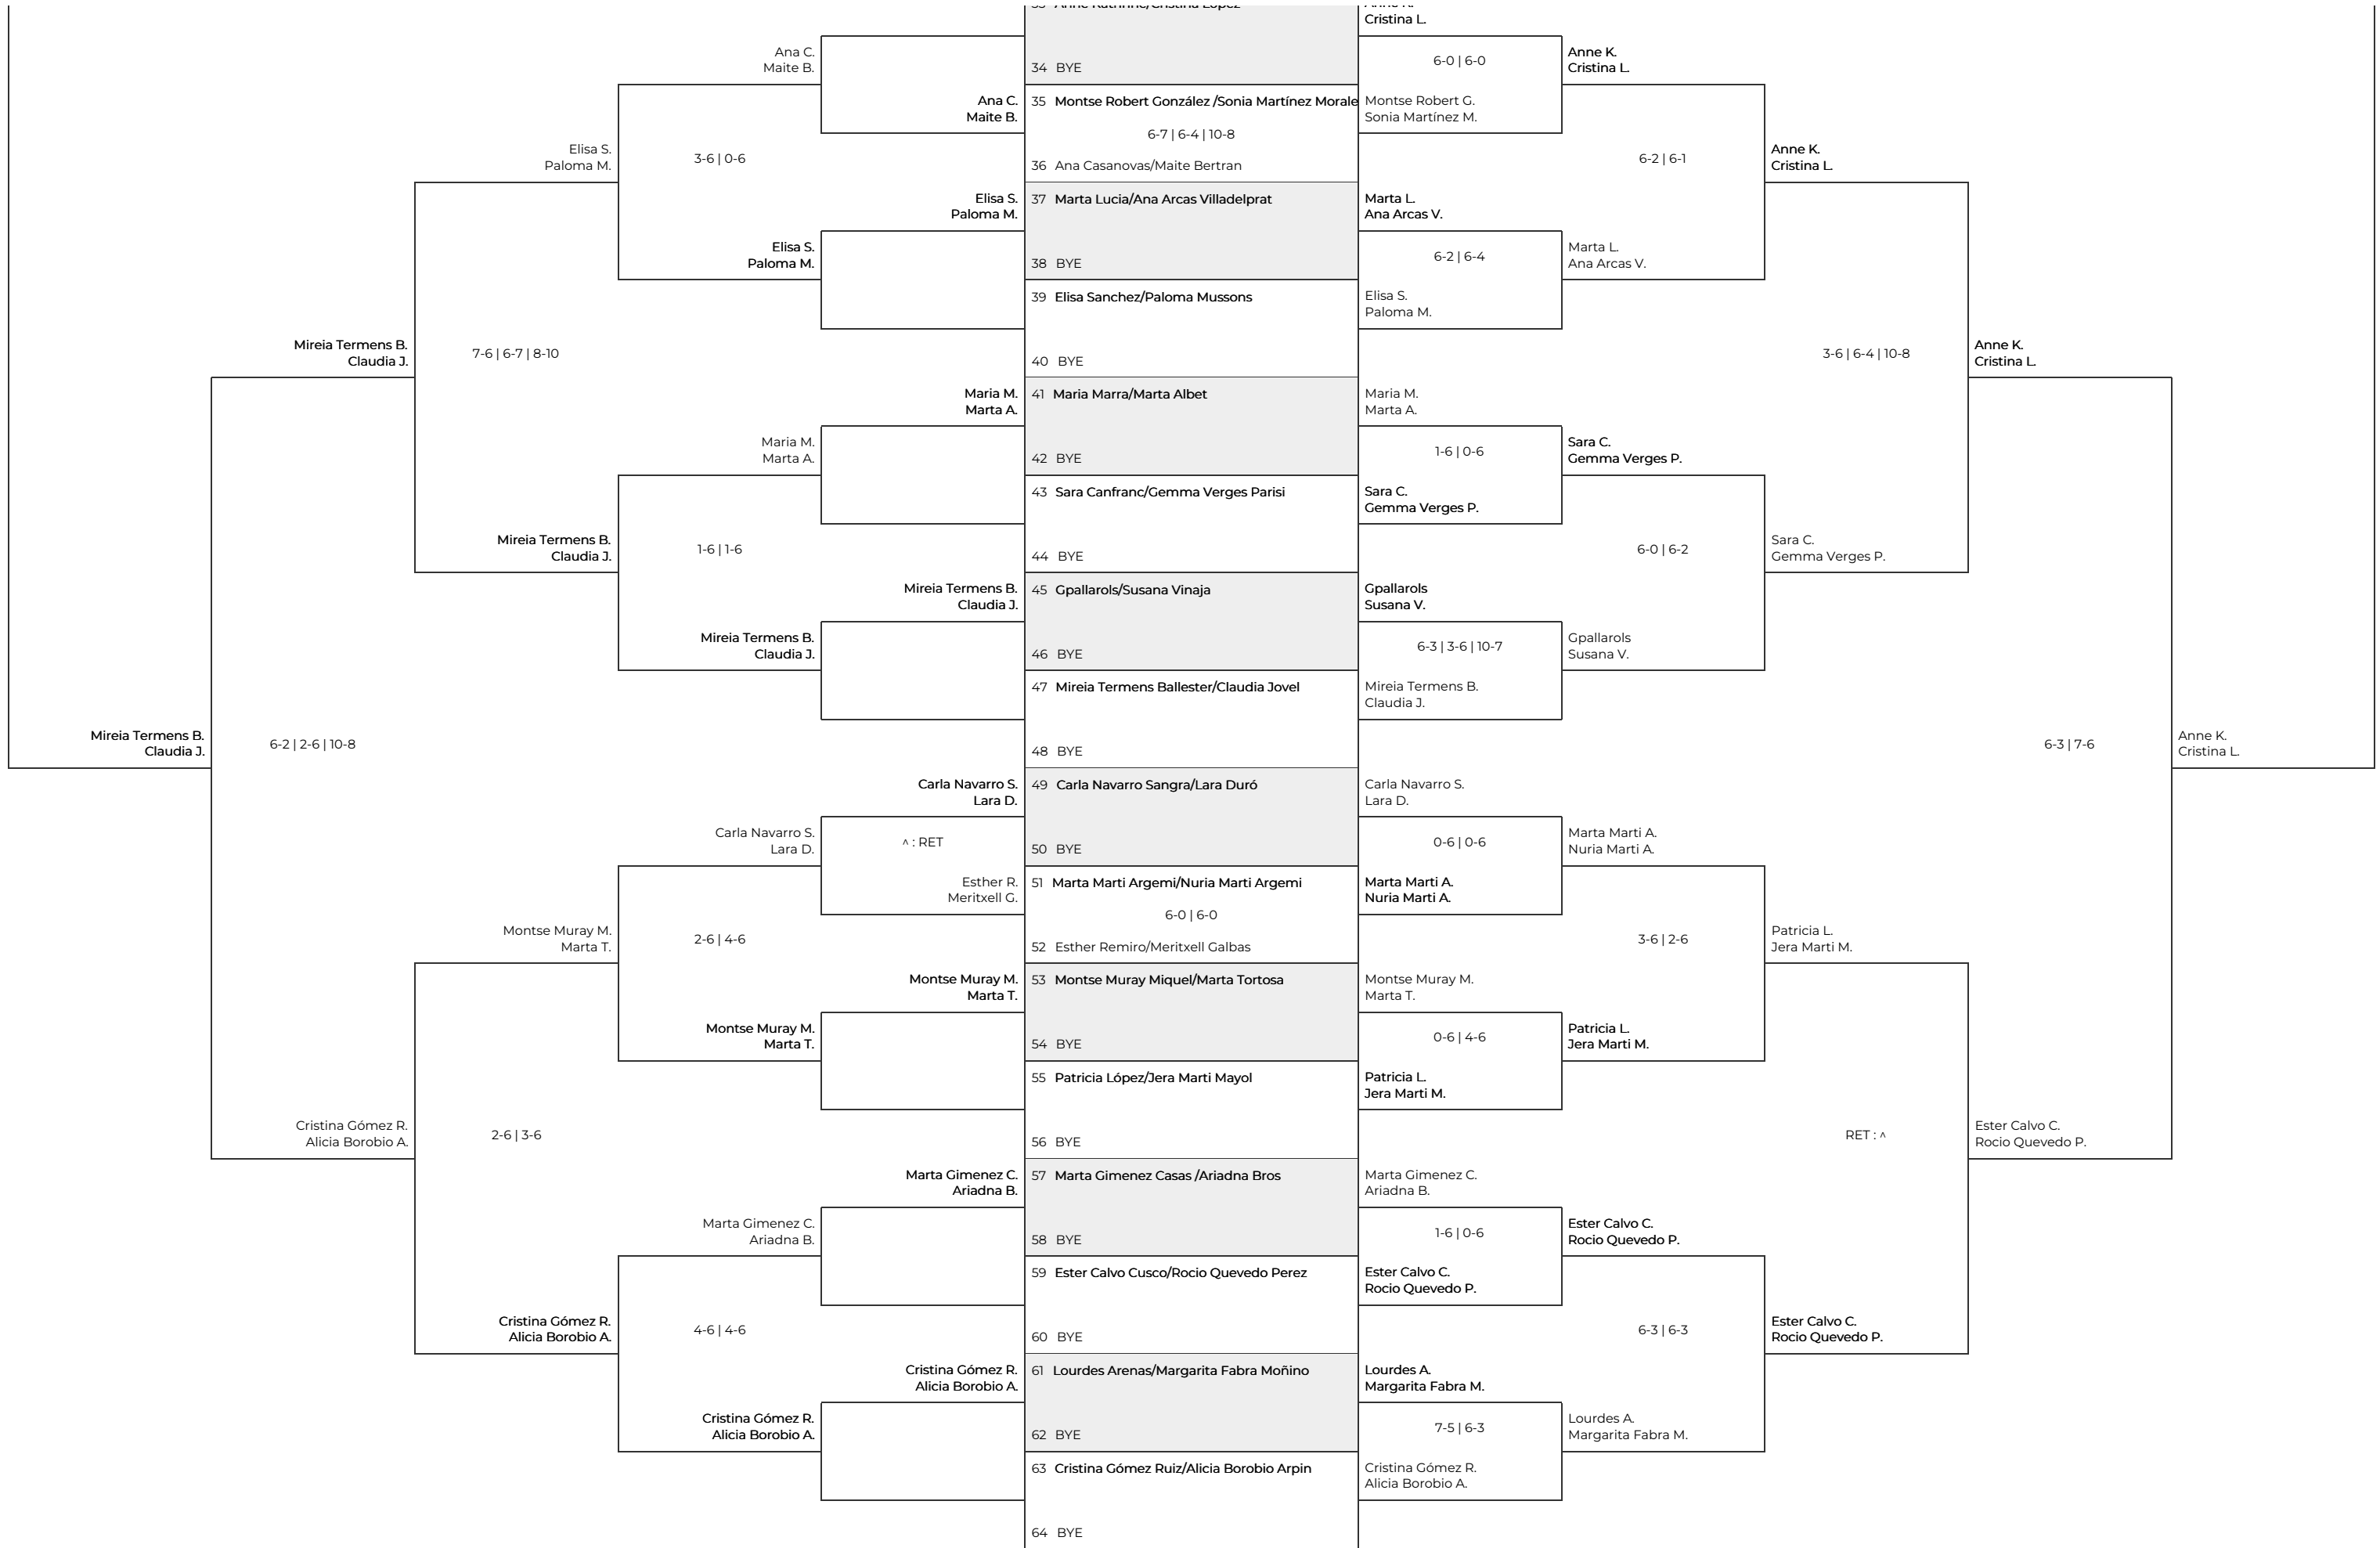 Cristina L.
Ana C.
Maite B.
34 BYE
6-0 | 6-0
Anne K.
Cristina L.
Ana C.
Maite B.
35 Montse Robert González /Sonia Martínez Morale
Montse Robert G.
Sonia Martínez M.
6-7 | 6-4 | 10-8
Elisa S.
Paloma M.
3-6 | 0-6
36 Ana Casanovas/Maite Bertran
6-2 | 6-1
Anne K.
Cristina L.
Elisa S.
Paloma M.
37 Marta Lucia/Ana Arcas Villadelprat
Marta L.
Ana Arcas V.
Elisa S.
Paloma M.
38 BYE
6-2 | 6-4
Marta L.
Ana Arcas V.
39 Elisa Sanchez/Paloma Mussons
Elisa S.
Paloma M.
Mireia Termens B.
Claudia J.
7-6 | 6-7 | 8-10
40 BYE
3-6 | 6-4 | 10-8
Anne K.
Cristina L.
Maria M.
Marta A.
41 Maria Marra/Marta Albet
Maria M.
Marta A.
Maria M.
Marta A.
42 BYE
1-6 | 0-6
Sara C.
Gemma Verges P.
43 Sara Canfranc/Gemma Verges Parisi
Sara C.
Gemma Verges P.
Mireia Termens B.
Claudia J.
1-6 | 1-6
44 BYE
6-0 | 6-2
Sara C.
Gemma Verges P.
Mireia Termens B.
Claudia J.
45 Gpallarols/Susana Vinaja
Gpallarols
Susana V.
Mireia Termens B.
Claudia J.
46 BYE
6-3 | 3-6 | 10-7
Gpallarols
Susana V.
47 Mireia Termens Ballester/Claudia Jovel
Mireia Termens B.
Claudia J.
Mireia Termens B.
Claudia J.
6-2 | 2-6 | 10-8
48 BYE
6-3 | 7-6
Anne K.
Cristina L.
Carla Navarro S.
Lara D.
49 Carla Navarro Sangra/Lara Duró
Carla Navarro S.
Lara D.
Carla Navarro S.
Lara D.
^ : RET
50 BYE
0-6 | 0-6
Marta Marti A.
Nuria Marti A.
Esther R.
Meritxell G.
51 Marta Marti Argemi/Nuria Marti Argemi
Marta Marti A.
Nuria Marti A.
6-0 | 6-0
Montse Muray M.
Marta T.
2-6 | 4-6
52 Esther Remiro/Meritxell Galbas
3-6 | 2-6
Patricia L.
Jera Marti M.
Montse Muray M.
Marta T.
53 Montse Muray Miquel/Marta Tortosa
Montse Muray M.
Marta T.
Montse Muray M.
Marta T.
54 BYE
0-6 | 4-6
Patricia L.
Jera Marti M.
55 Patricia López/Jera Marti Mayol
Patricia L.
Jera Marti M.
Cristina Gómez R.
Alicia Borobio A.
2-6 | 3-6
56 BYE
RET : ^
Ester Calvo C.
Rocio Quevedo P.
Marta Gimenez C.
Ariadna B.
57 Marta Gimenez Casas /Ariadna Bros
Marta Gimenez C.
Ariadna B.
Marta Gimenez C.
Ariadna B.
58 BYE
1-6 | 0-6
Ester Calvo C.
Rocio Quevedo P.
59 Ester Calvo Cusco/Rocio Quevedo Perez
Ester Calvo C.
Rocio Quevedo P.
Cristina Gómez R.
Alicia Borobio A.
4-6 | 4-6
60 BYE
6-3 | 6-3
Ester Calvo C.
Rocio Quevedo P.
Cristina Gómez R.
Alicia Borobio A.
61 Lourdes Arenas/Margarita Fabra Moñino
Lourdes A.
Margarita Fabra M.
Cristina Gómez R.
Alicia Borobio A.
62 BYE
7-5 | 6-3
Lourdes A.
Margarita Fabra M.
63 Cristina Gómez Ruiz/Alicia Borobio Arpin
Cristina Gómez R.
Alicia Borobio A.
64 BYE